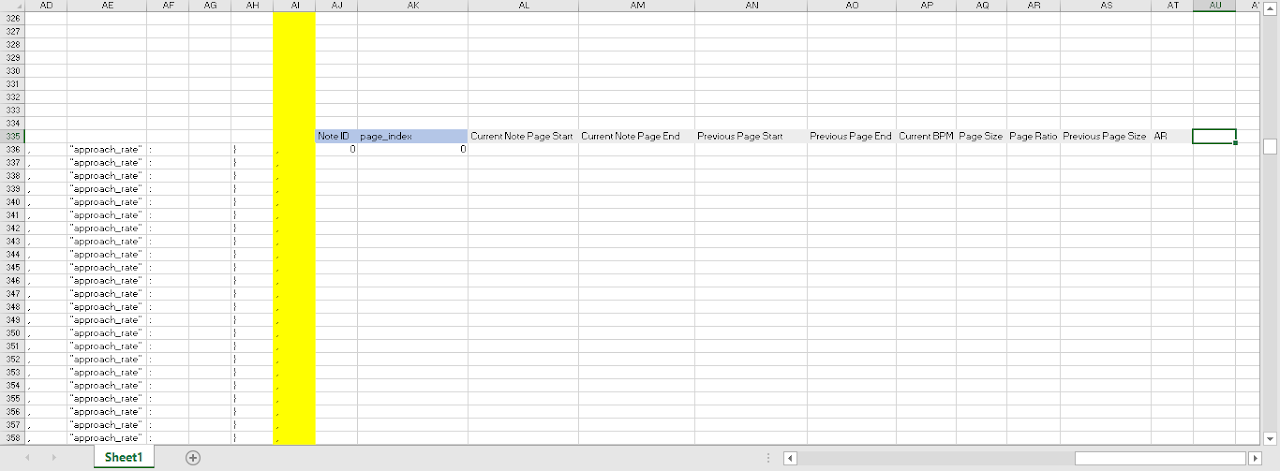 AD AE AF AG AH AI AJ AK AL AM AN AO AP AQ AR AS AT AU
326
327
328
329
330
331
332
333
334
335 Note ID page_index Current Note Page Start Current Note Page End Previous Page Start Previous Page End Current BPM Page Size Page Ratio Previous Page Size AR
336 , "approach_rate" : } , 0 0
337 , "approach_rate" : } ,
338 , "approach_rate" : } ,
339 , "approach_rate" : } ,
340 , "approach_rate" : } ,
341 , "approach_rate" : } ,
342 , "approach_rate" : } ,
343 , "approach_rate" : } ,
344 , "approach_rate" : } ,
345 , "approach_rate" : } ,
346 , "approach_rate" : } ,
347 , "approach_rate" : } ,
348 , "approach_rate" : } ,
349 , "approach_rate" : } ,
350 , "approach_rate" : } ,
351 , "approach_rate" : } ,
352 , "approach_rate" : } ,
353 , "approach_rate" : } ,
354 , "approach_rate" : } ,
355 , "approach_rate" : } ,
356 , "approach_rate" : } ,
357 , "approach_rate" : } ,
358 , "approach_rate" : } ,
Sheet1